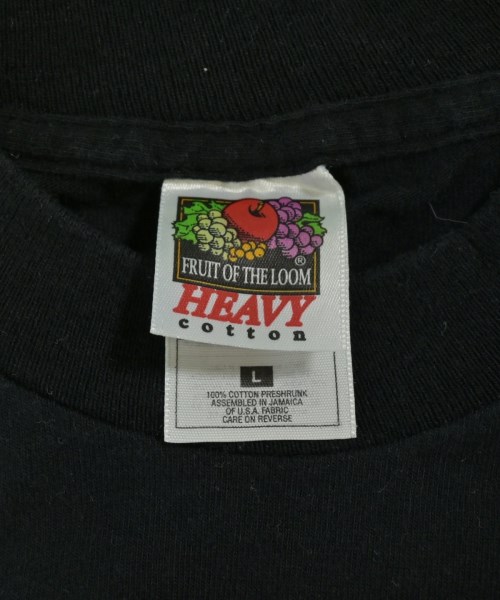 FRUIT OF THE LOOM
®
HEAVY
cotton
L
100% COTTON PRESHRUNK
ASSEMBLED IN JAMAICA
OF U.S.A. FABRIC
CARE ON REVERSE